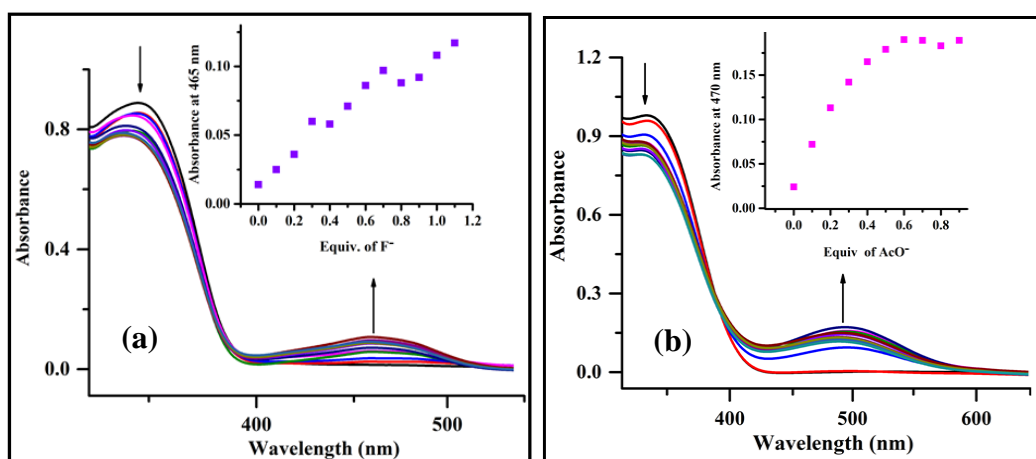 0.8
0.4
0.0
Absorbance
400
500
Wavelength (nm)
(a)
Absorbance at 465 nm
0.15
0.10
0.05
0.00
0.0 0.2 0.4 0.6 0.8 1.0 1.2
Equiv. of F⁻
1.2
0.9
0.6
0.3
0.0
Absorbance
400
500
600
Wavelength (nm)
(b)
Absorbance at 470 nm
0.15
0.10
0.05
0.00
0.0 0.2 0.4 0.6 0.8
Equiv of AcO⁻